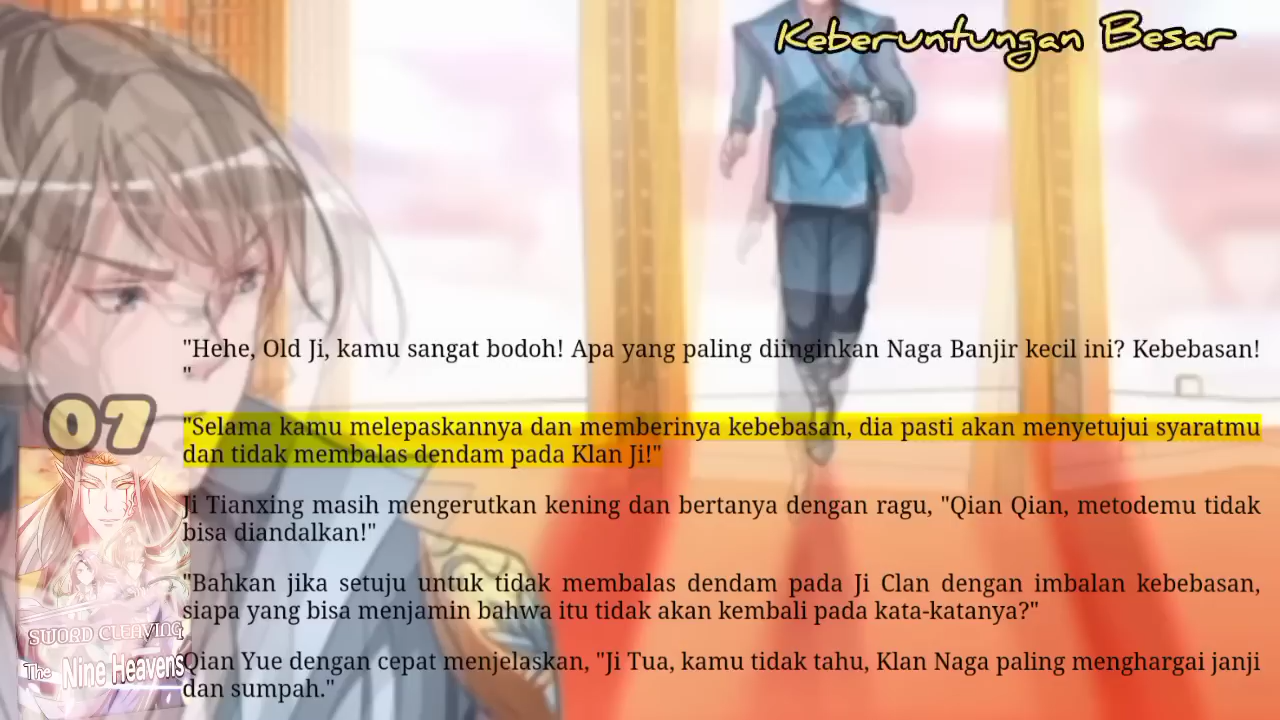 Keberuntungan Besar
"Hehe, Old Ji, kamu sangat bodoh! Apa yang paling diinginkan Naga Banjir kecil ini? Kebebasan!
"
07
"Selama kamu melepaskannya dan memberinya kebebasan, dia pasti akan menyetujui syaratmu
dan tidak membalas dendam pada Klan Ji!"
Ji Tianxing masih mengerutkan kening dan bertanya dengan ragu, "Qian Qian, metodemu tidak
bisa diandalkan!"
"Bahkan jika setuju untuk tidak membalas dendam pada Ji Clan dengan imbalan kebebasan,
siapa yang bisa menjamin bahwa itu tidak akan kembali pada kata-katanya?"
SWORD CLEAVING
The Nine Heavens
Qian Yue dengan cepat menjelaskan, "Ji Tua, kamu tidak tahu, Klan Naga paling menghargai janji
dan sumpah."